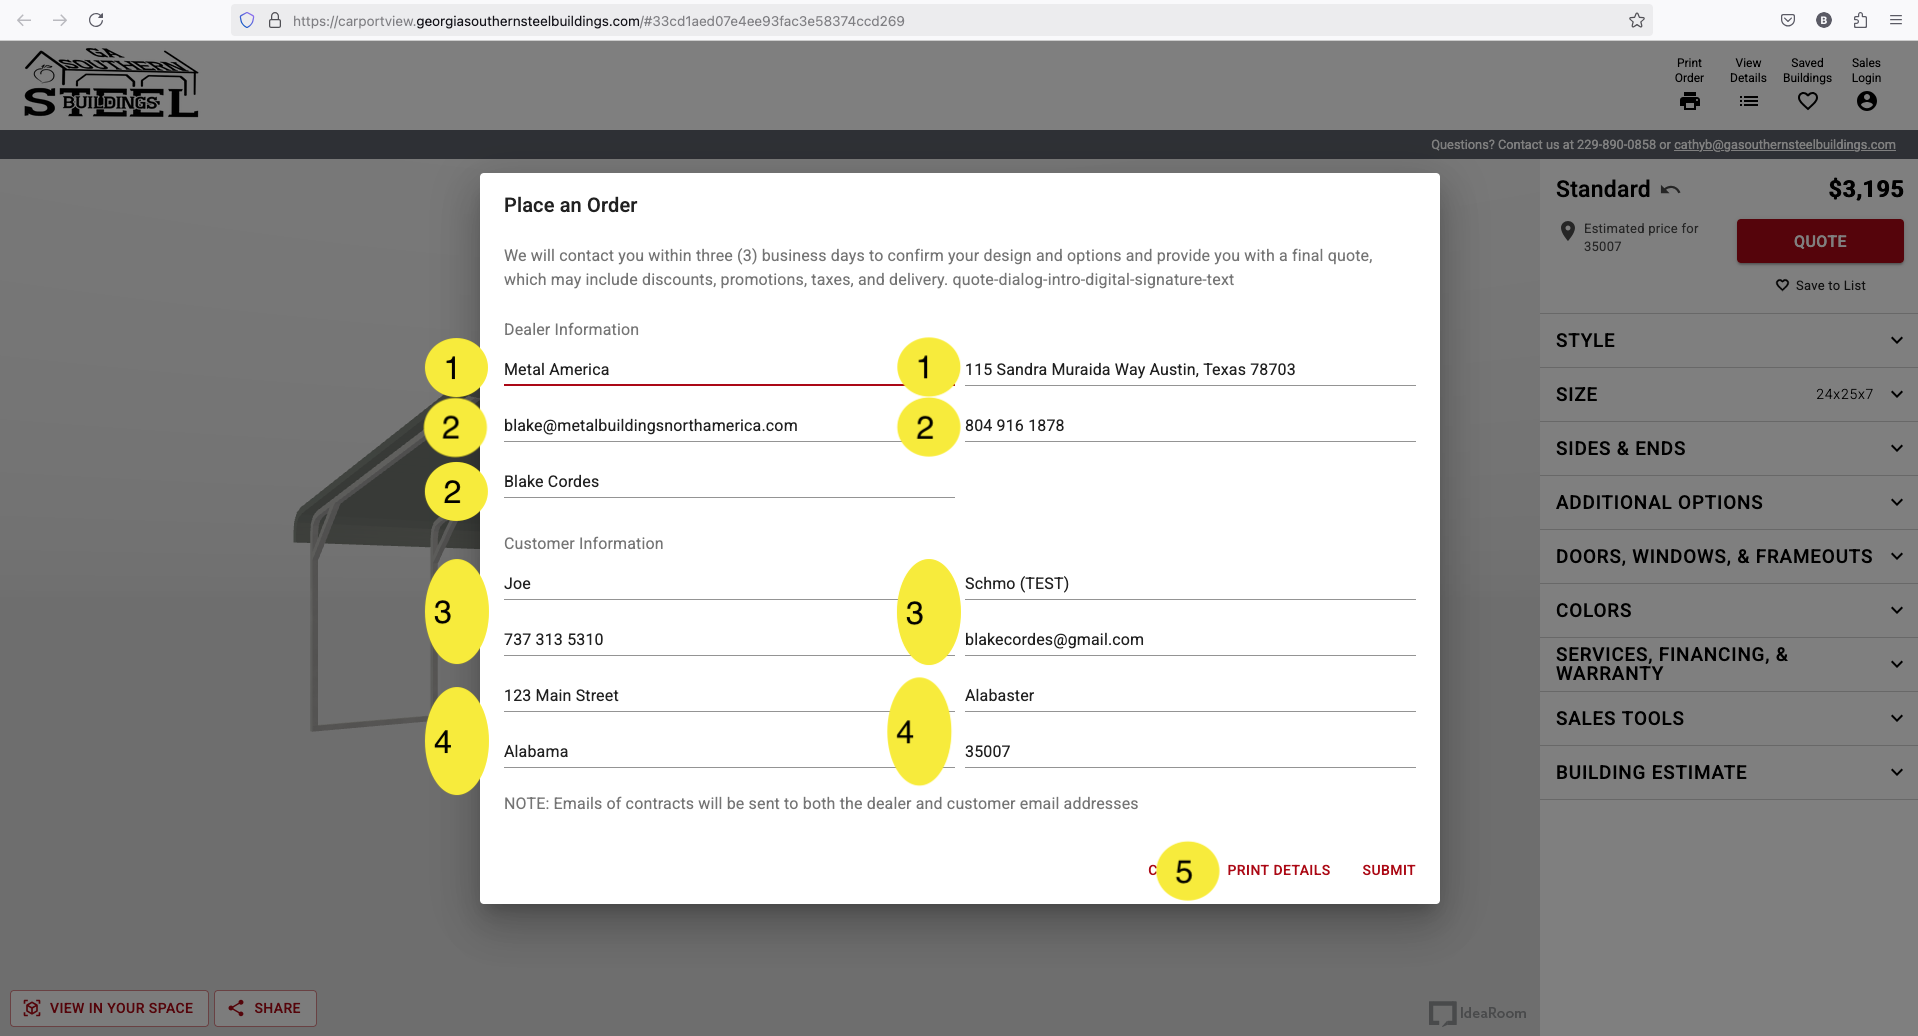 https://carportview.georgiasouthernsteelbuildings.com/#33cd1aed07e4ee93fac3e58374ccd269
B
GA
SOUTHERN
STEEL
BUILDINGS
Print Order
View Details
Saved Buildings
Sales Login
Questions? Contact us at 229-890-0858 or cathyb@gasouthernsteelbuildings.com
Place an Order
We will contact you within three (3) business days to confirm your design and options and provide you with a final quote,
which may include discounts, promotions, taxes, and delivery. quote-dialog-intro-digital-signature-text
Dealer Information
1 Metal America
1 115 Sandra Muraida Way Austin, Texas 78703
2 blake@metalbuildingsnorthamerica.com
2 804 916 1878
2 Blake Cordes
Customer Information
3 Joe
3 Schmo (TEST)
737 313 5310
blakecordes@gmail.com
4 123 Main Street
4 Alabaster
Alabama
35007
NOTE: Emails of contracts will be sent to both the dealer and customer email addresses
C 5 PRINT DETAILS SUBMIT
Standard $3,195
Estimated price for
35007
QUOTE
Save to List
STYLE
SIZE 24x25x7
SIDES & ENDS
ADDITIONAL OPTIONS
DOORS, WINDOWS, & FRAMEOUTS
COLORS
SERVICES, FINANCING, &
WARRANTY
SALES TOOLS
BUILDING ESTIMATE
VIEW IN YOUR SPACE
SHARE
IdeaRoom